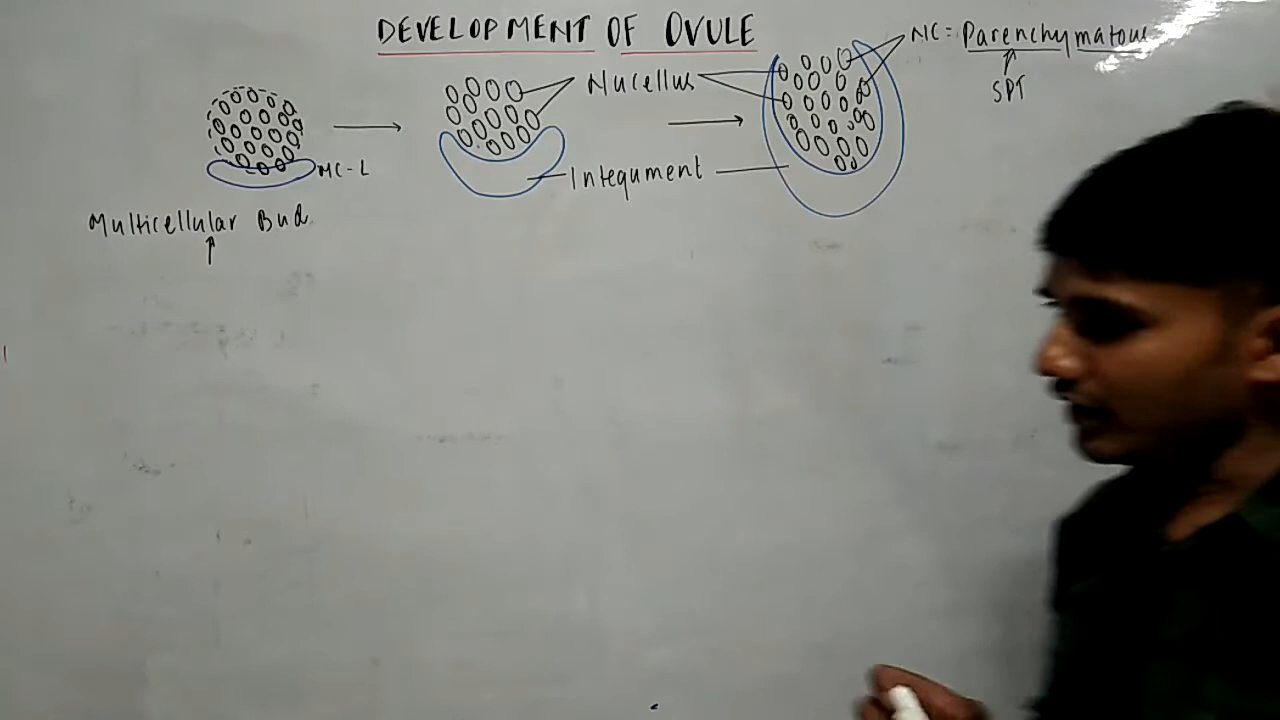 DEVELOPMENT OF OVULE
NC = Parenchymatous
SPT
Nucellus
MC-L
Integument
Multicellular Bud